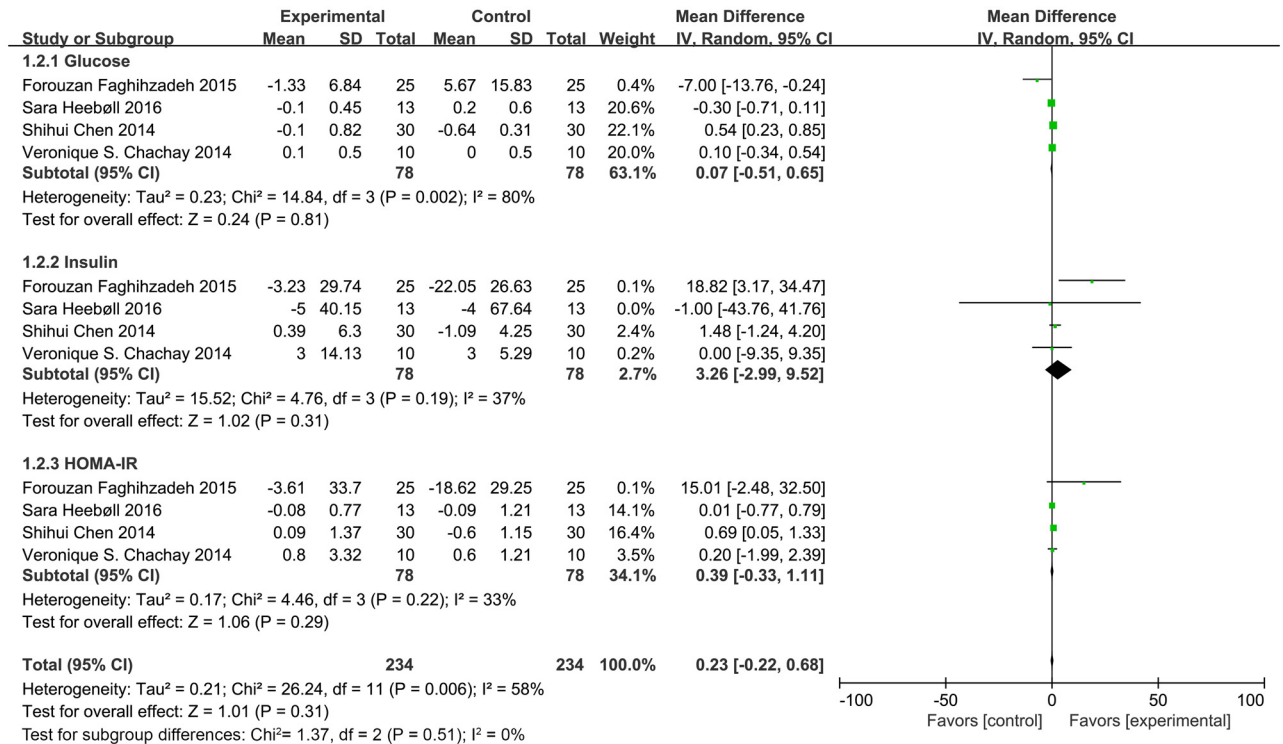 Experimental Control Mean Difference Mean Difference
Study or Subgroup Mean SD Total Mean SD Total Weight IV, Random, 95% CI IV, Random, 95% CI
1.2.1 Glucose
Forouzan Faghihzadeh 2015 -1.33 6.84 25 5.67 15.83 25 0.4% -7.00 [-13.76, -0.24]
Sara Heebøll 2016 -0.1 0.45 13 0.2 0.6 13 20.6% -0.30 [-0.71, 0.11]
Shihui Chen 2014 -0.1 0.82 30 -0.64 0.31 30 22.1% 0.54 [0.23, 0.85]
Veronique S. Chachay 2014 0.1 0.5 10 0 0.5 10 20.0% 0.10 [-0.34, 0.54]
Subtotal (95% CI) 78 78 63.1% 0.07 [-0.51, 0.65]
Heterogeneity: Tau² = 0.23; Chi² = 14.84, df = 3 (P = 0.002); I² = 80%
Test for overall effect: Z = 0.24 (P = 0.81)
1.2.2 Insulin
Forouzan Faghihzadeh 2015 -3.23 29.74 25 -22.05 26.63 25 0.1% 18.82 [3.17, 34.47]
Sara Heebøll 2016 -5 40.15 13 -4 67.64 13 0.0% -1.00 [-43.76, 41.76]
Shihui Chen 2014 0.39 6.3 30 -1.09 4.25 30 2.4% 1.48 [-1.24, 4.20]
Veronique S. Chachay 2014 3 14.13 10 3 5.29 10 0.2% 0.00 [-9.35, 9.35]
Subtotal (95% CI) 78 78 2.7% 3.26 [-2.99, 9.52]
Heterogeneity: Tau² = 15.52; Chi² = 4.76, df = 3 (P = 0.19); I² = 37%
Test for overall effect: Z = 1.02 (P = 0.31)
1.2.3 HOMA-IR
Forouzan Faghihzadeh 2015 -3.61 33.7 25 -18.62 29.25 25 0.1% 15.01 [-2.48, 32.50]
Sara Heebøll 2016 -0.08 0.77 13 -0.09 1.21 13 14.1% 0.01 [-0.77, 0.79]
Shihui Chen 2014 0.09 1.37 30 -0.6 1.15 30 16.4% 0.69 [0.05, 1.33]
Veronique S. Chachay 2014 0.8 3.32 10 0.6 1.21 10 3.5% 0.20 [-1.99, 2.39]
Subtotal (95% CI) 78 78 34.1% 0.39 [-0.33, 1.11]
Heterogeneity: Tau² = 0.17; Chi² = 4.46, df = 3 (P = 0.22); I² = 33%
Test for overall effect: Z = 1.06 (P = 0.29)
Total (95% CI) 234 234 100.0% 0.23 [-0.22, 0.68]
Heterogeneity: Tau² = 0.21; Chi² = 26.24, df = 11 (P = 0.006); I² = 58%
Test for overall effect: Z = 1.01 (P = 0.31)
Test for subgroup differences: Chi²= 1.37, df = 2 (P = 0.51); I² = 0%
-100 -50 0 50 100
Favors [control] Favors [experimental]